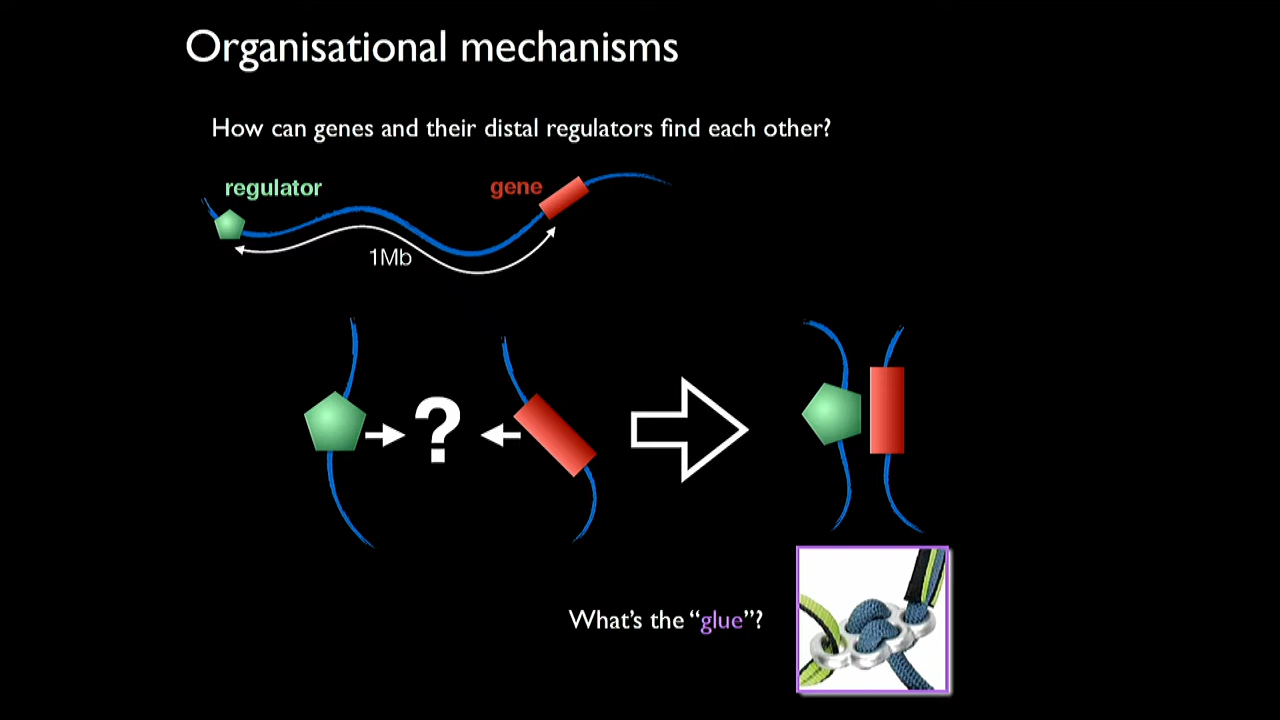 Organisational mechanisms
How can genes and their distal regulators find each other?
regulator
gene
1Mb
?
What's the “glue”?